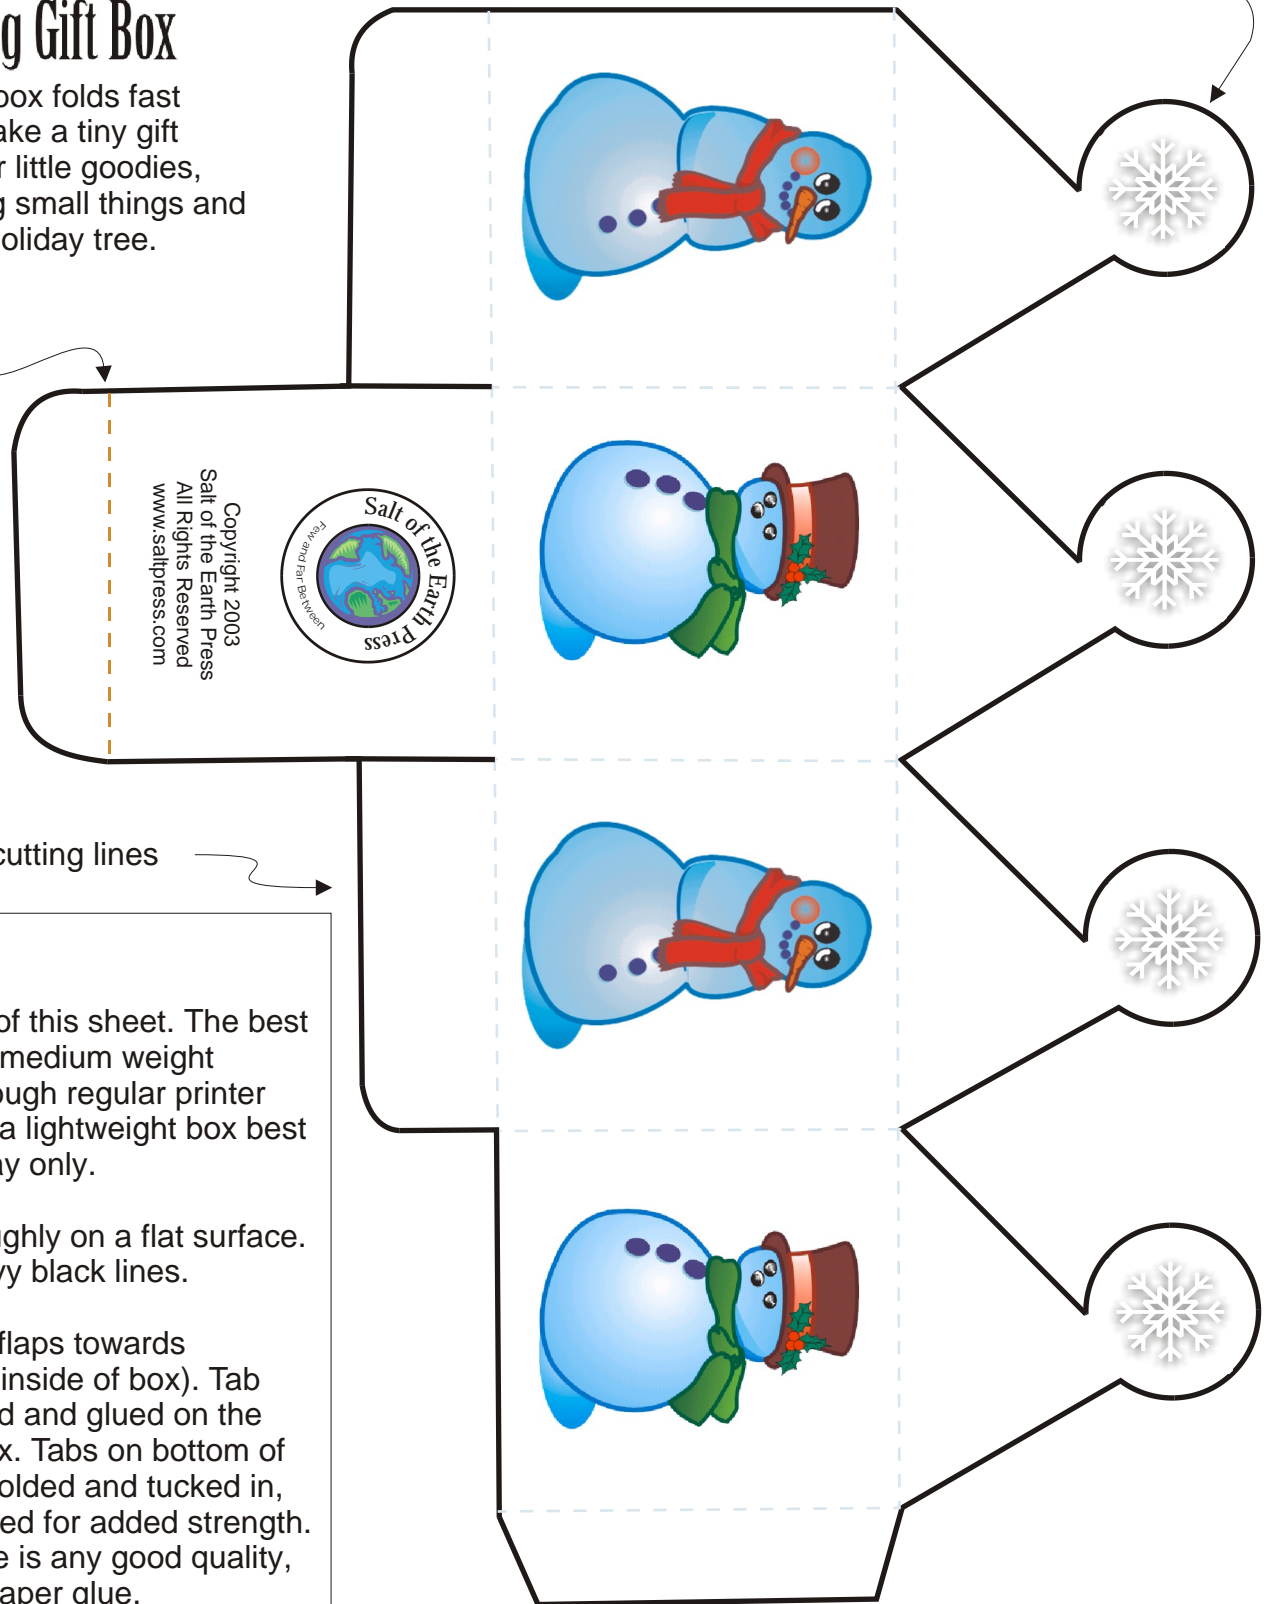 g Gift Box
box folds fast
ake a tiny gift
r little goodies,
g small things and
oliday tree.
Copyright 2003
Salt of the Earth Press
All Rights Reserved
www.saltpress.com
Salt of the Earth Press
Few and Far Between
cutting lines
of this sheet. The best
medium weight
ough regular printer
a lightweight box best
ay only.
ughly on a flat surface.
vy black lines.
flaps towards
inside of box). Tab
d and glued on the
x. Tabs on bottom of
olded and tucked in,
ed for added strength.
e is any good quality,
aper glue.